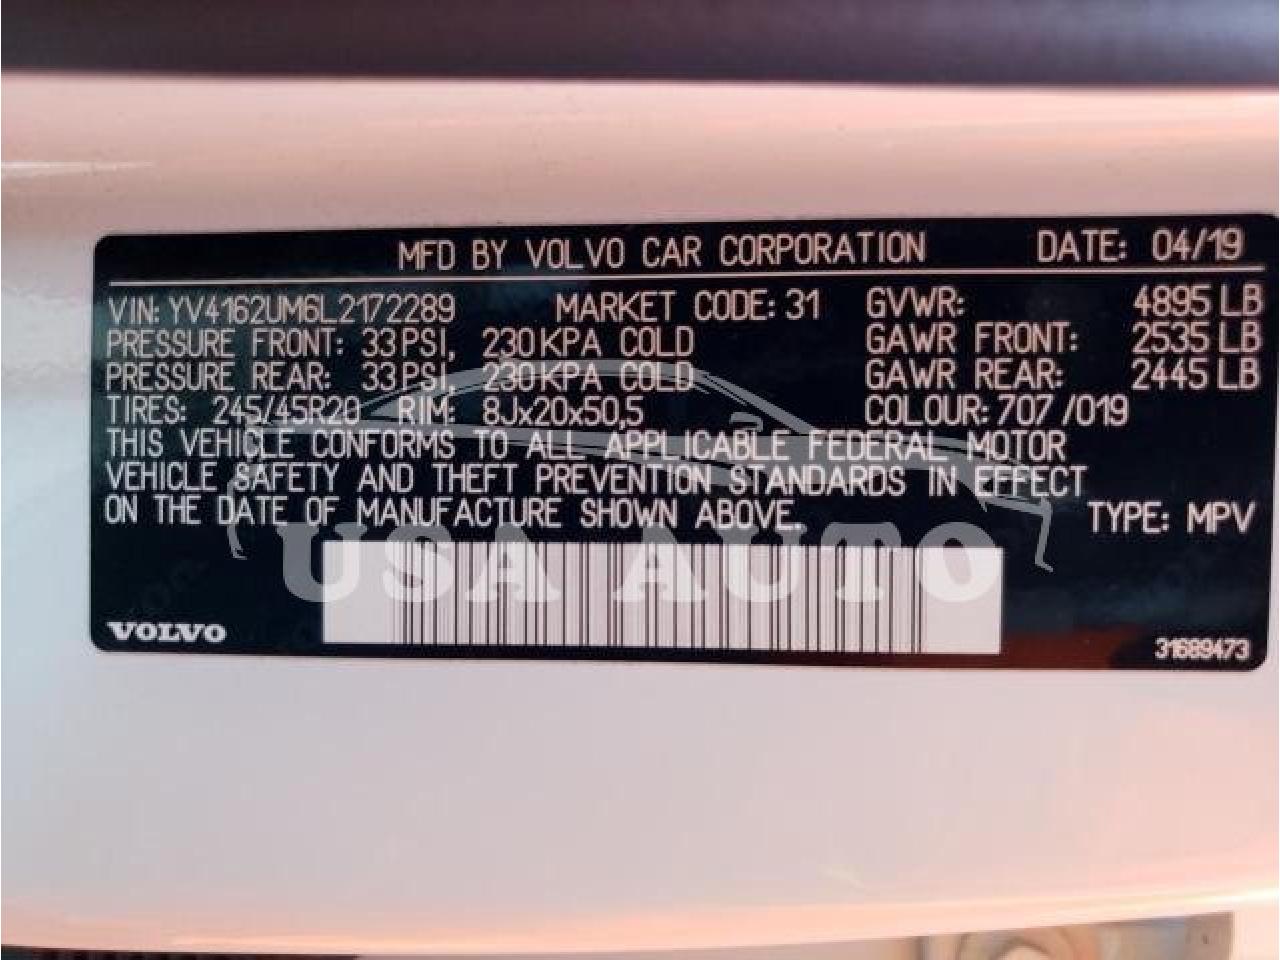 MFD BY VOLVO CAR CORPORATION DATE: 04/19
VIN: YV4162UM6L2172289 MARKET CODE: 31 GVWR: 4895 LB
PRESSURE FRONT: 33 PSI, 230 KPA COLD GAWR FRONT: 2535 LB
PRESSURE REAR: 33 PSI, 230 KPA COLD GAWR REAR: 2445 LB
TIRES: 245/45R20 RIM: 8Jx20x50,5 COLOUR: 707 /019
THIS VEHICLE CONFORMS TO ALL APPLICABLE FEDERAL MOTOR
VEHICLE SAFETY AND THEFT PREVENTION STANDARDS IN EFFECT
ON THE DATE OF MANUFACTURE SHOWN ABOVE. TYPE: MPV
USA AUTO
VOLVO 31689473